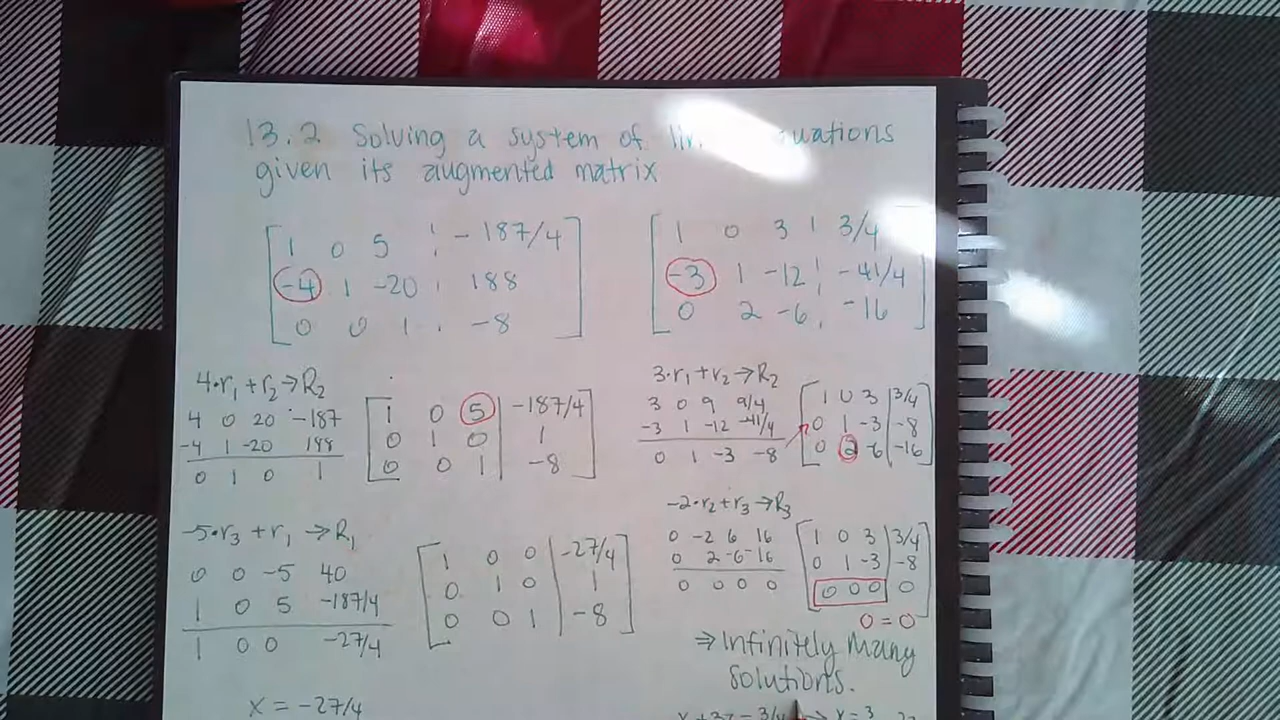 13.2 Solving a system of uations
given its augmented matrix
1 0 5 ¦ -187/4
-4 1 -20 ¦ 188
0 0 1 ¦ -8
4·r₁ + r₂ → R₂
4 0 20 -187
-4 1 -20 188
0 1 0 1
1 0 5 | -187/4
0 1 0 | 1
0 0 1 | -8
-5·r₃ + r₁ → R₁
0 0 -5 40
1 0 5 -187/4
1 0 0 -27/4
1 0 0 | -27/4
0 1 0 | 1
0 0 1 | -8
x = -27/4
1 0 3 ¦ 3/4
-3 1 -12 ¦ -41/4
0 2 -6 ¦ -16
3·r₁ + r₂ → R₂
3 0 9 9/4
-3 1 -12 -41/4
0 1 -3 -8
1 0 3 | 3/4
0 1 -3 | -8
0 2 -6 | -16
-2·r₂ + r₃ → R₃
0 -2 6 16
0 2 -6 -16
0 0 0 0
1 0 3 | 3/4
0 1 -3 | -8
0 0 0 | 0
0 = 0
⇒ Infinitely many
solutions.